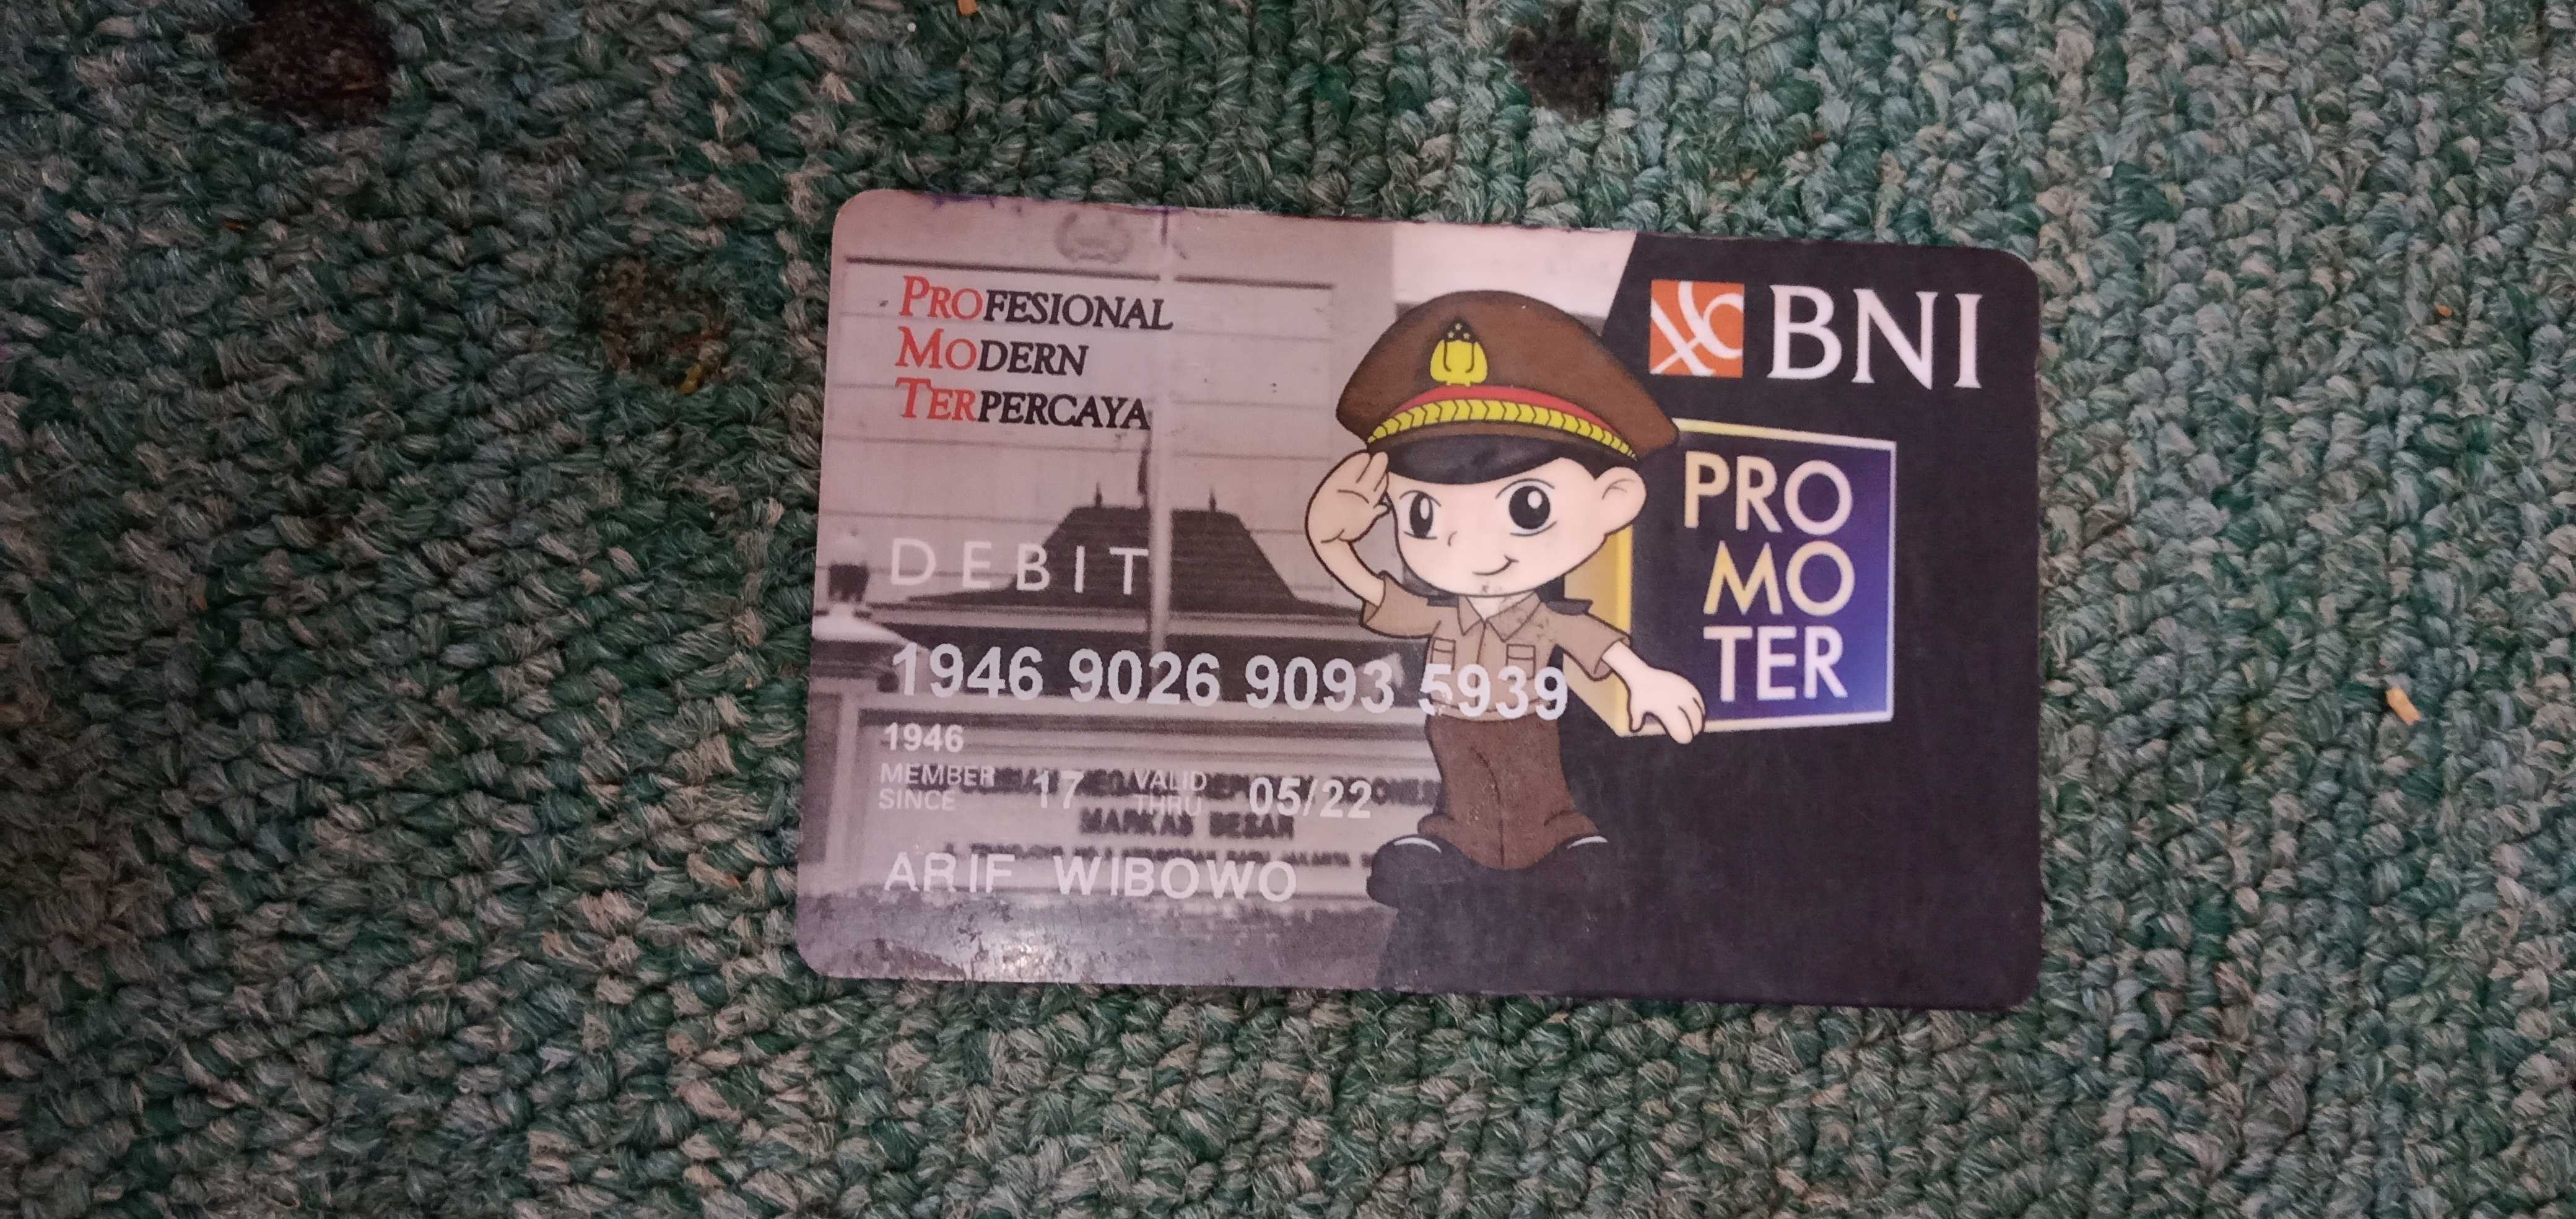 PROFESIONAL
MODERN
TERPERCAYA
BNI
PRO
MO
TER
DEBIT
1946 9026 9093 5939
1946
MEMBER SINCE 17 VALID THRU 05/22
MARKAS BESAR
ARIF WIBOWO